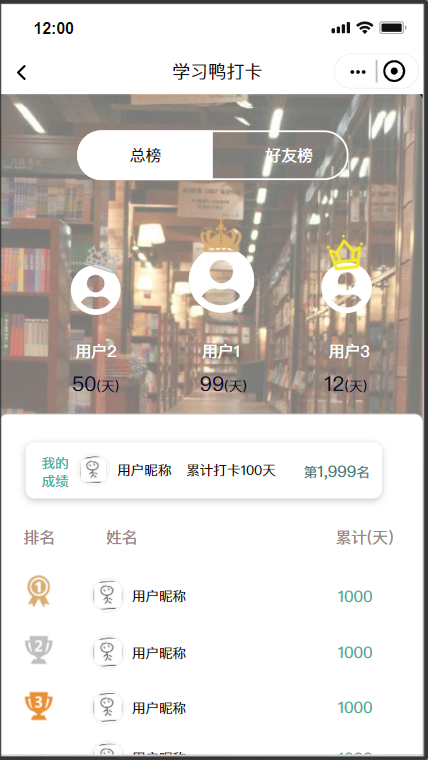 12:00
学习鸭打卡
总榜
好友榜
用户2
用户1
用户3
50(天)
99(天)
12(天)
我的
成绩
用户昵称
累计打卡100天
第1,999名
排名
姓名
累计(天)
1
用户昵称
1000
2
用户昵称
1000
3
用户昵称
1000